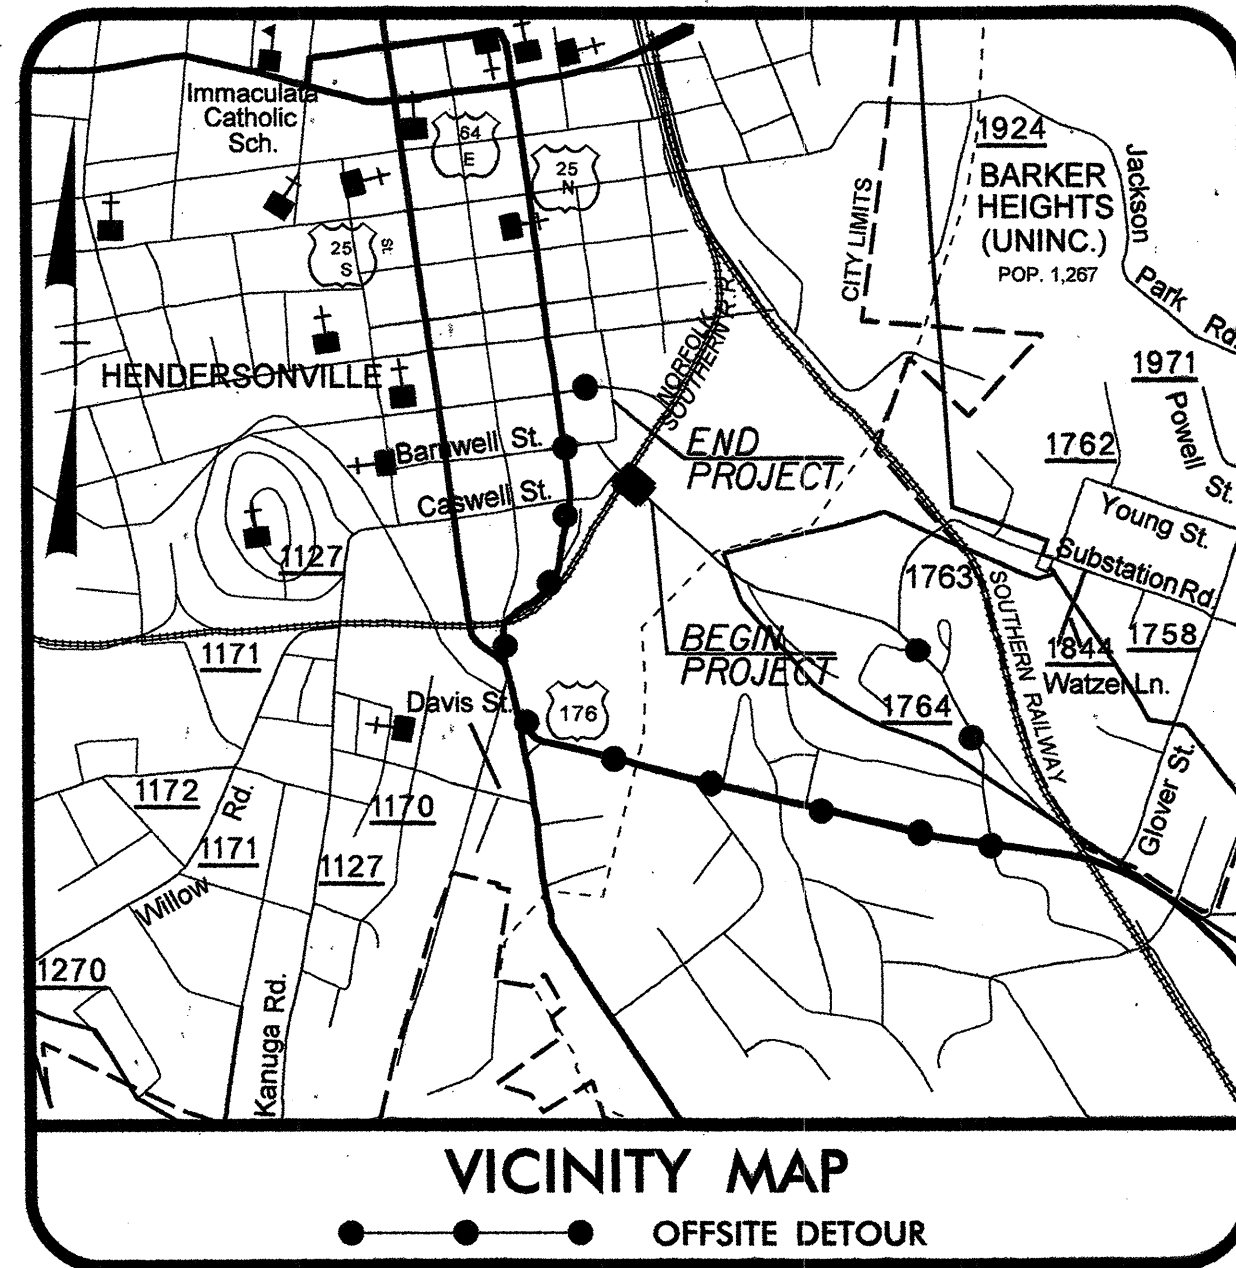 Immaculata
Catholic
Sch.
64
E
25
N
25
S
St.
1924
BARKER
HEIGHTS
(UNINC.)
POP. 1,267
Jackson
Park Rd.
CITY LIMITS
NORFOLK
SOUTHERN R.R.
HENDERSONVILLE
1971
Powell
St.
1762
Barnwell St.
END
PROJECT
Caswell St.
Young St.
Substation Rd.
1127
1763
SOUTHERN RAILWAY
BEGIN
PROJECT
1171
1844
1758
Watzel Ln.
Davis St.
176
1764
Glover St.
1172
Rd.
1170
1171
1127
Willow
1270
Kanuga Rd.
VICINITY MAP
OFFSITE DETOUR